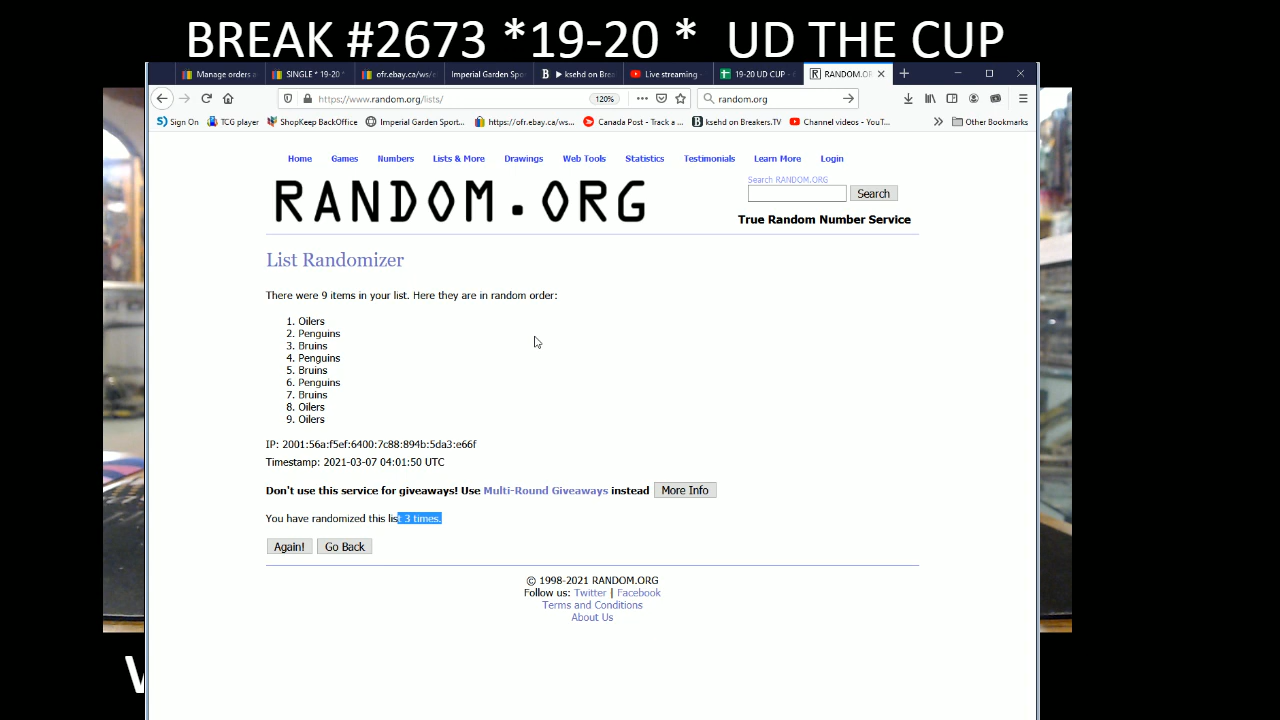 BREAK #2673 *19-20 *  UD THE CUP
Manage orders
SINGLE * 19-20
ofr.ebay.ca/ws/e
Imperial Garden Spo
B ▶ ksehd on Brea
Live streaming -
19-20 UD CUP -
RANDOM.OR
https://www.random.org/lists/
120%
random.org
Sign On
TCG player
ShopKeep BackOffice
Imperial Garden Sport...
https://ofr.ebay.ca/ws...
Canada Post - Track a ...
ksehd on Breakers.TV
Channel videos - YouT...
Other Bookmarks
Home Games Numbers Lists & More Drawings Web Tools Statistics Testimonials Learn More Login
RANDOM.ORG
Search RANDOM.ORG
Search
True Random Number Service
List Randomizer
There were 9 items in your list. Here they are in random order:
1. Oilers
2. Penguins
3. Bruins
4. Penguins
5. Bruins
6. Penguins
7. Bruins
8. Oilers
9. Oilers
IP: 2001:56a:f5ef:6400:7c88:894b:5da3:e66f
Timestamp: 2021-03-07 04:01:50 UTC
Don't use this service for giveaways! Use Multi-Round Giveaways instead More Info
You have randomized this list 3 times.
Again! Go Back
© 1998-2021 RANDOM.ORG
Follow us: Twitter | Facebook
Terms and Conditions
About Us